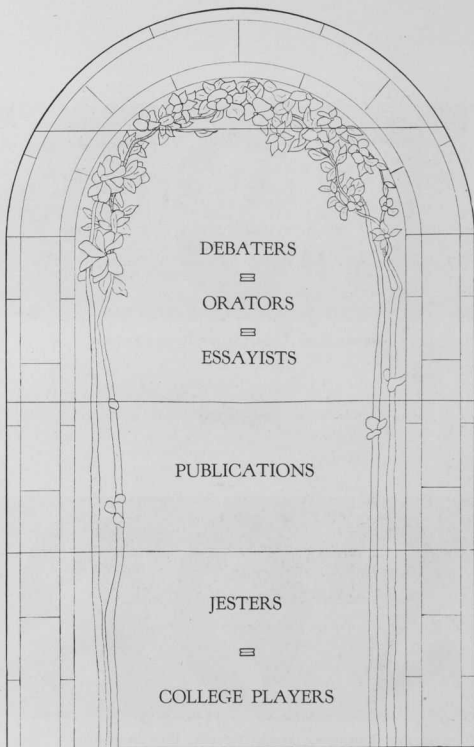 DEBATERS
ORATORS
ESSAYISTS
PUBLICATIONS
JESTERS
COLLEGE PLAYERS